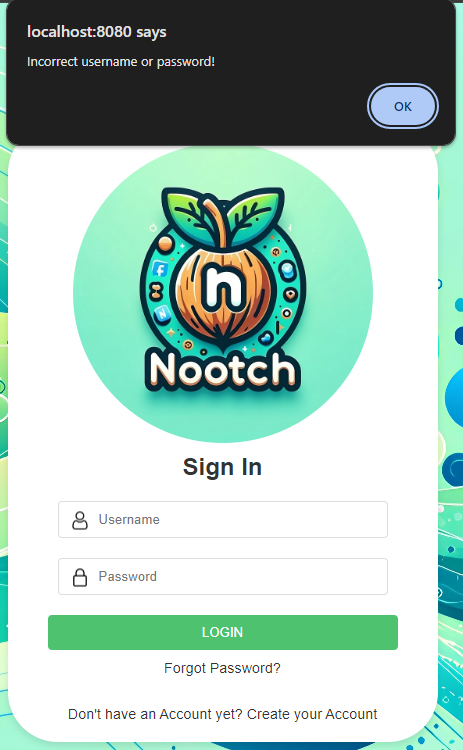 localhost:8080 says
Incorrect username or password!
OK
n
Nootch
Sign In
Username
Password
LOGIN
Forgot Password?
Don't have an Account yet? Create your Account